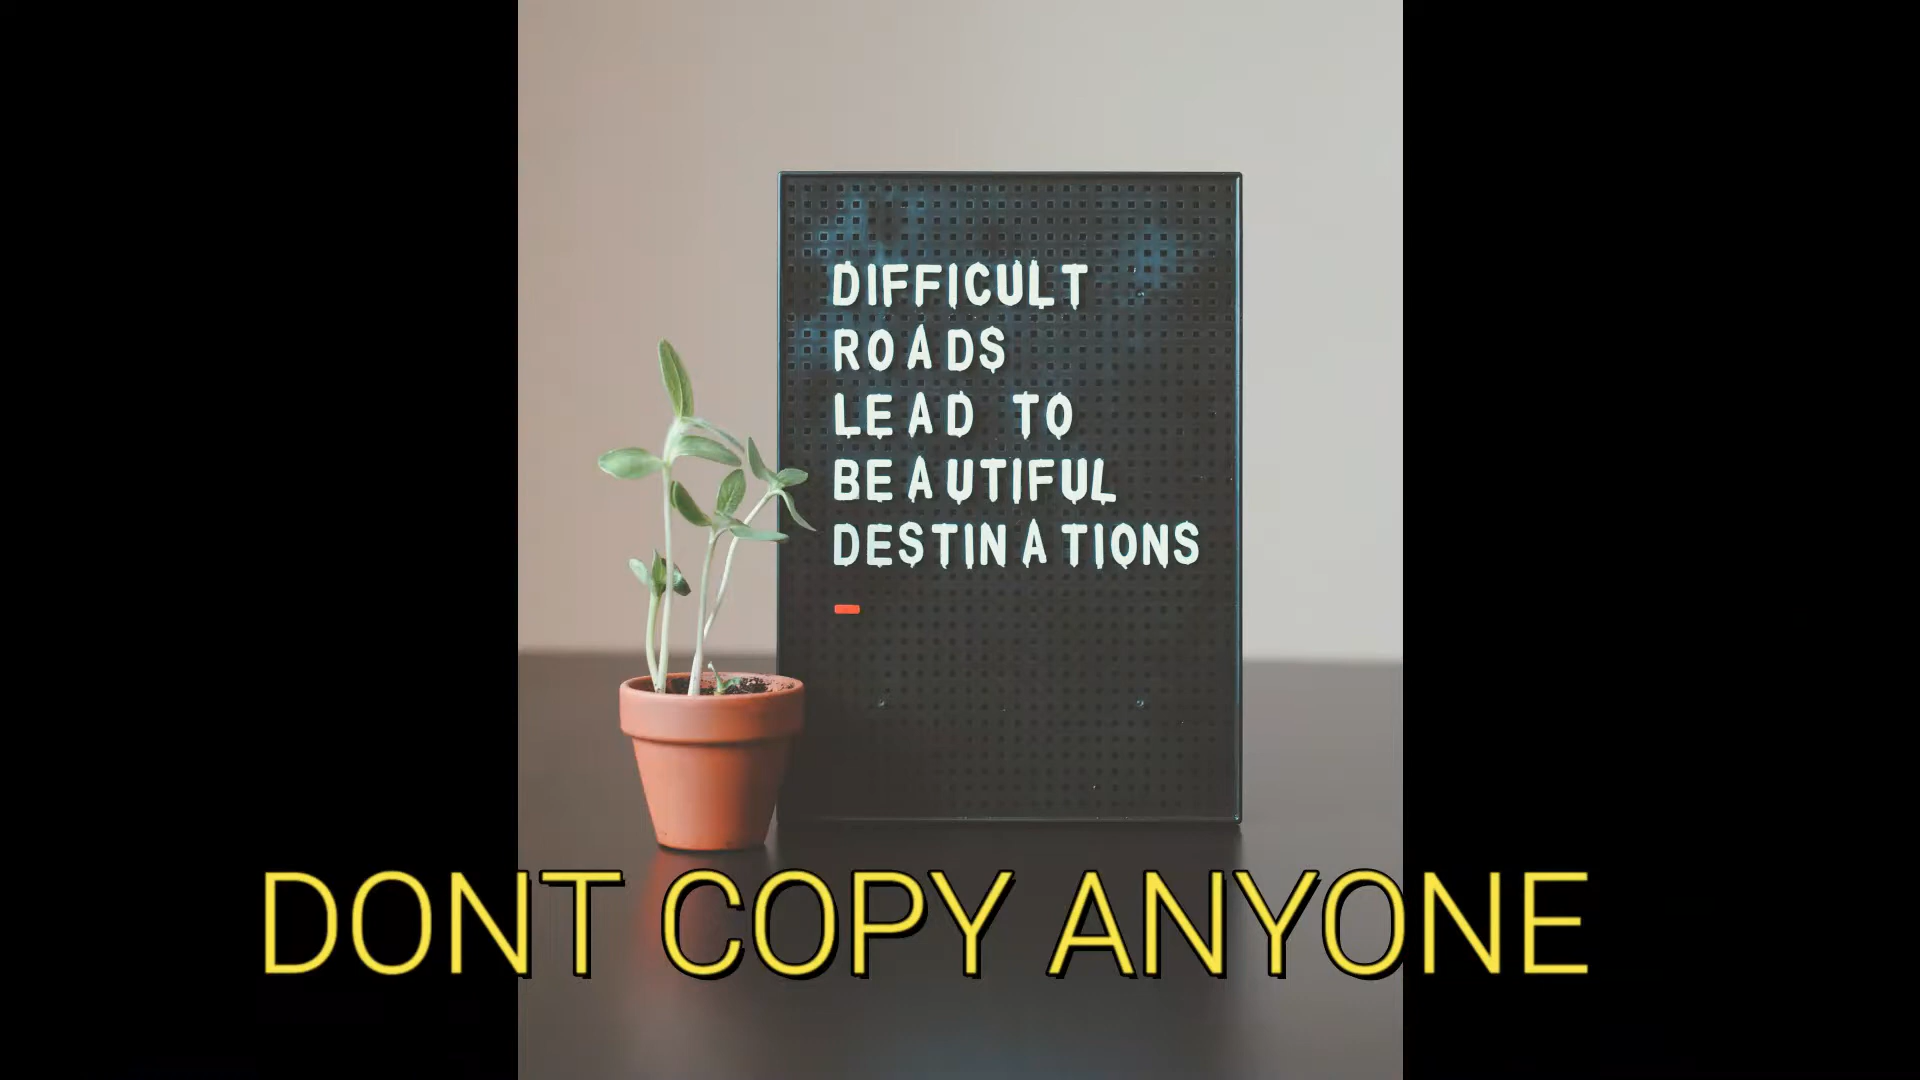 DIFFICULT
ROADS
LEAD TO
BEAUTIFUL
DESTINATIONS
DONT COPY ANYONE